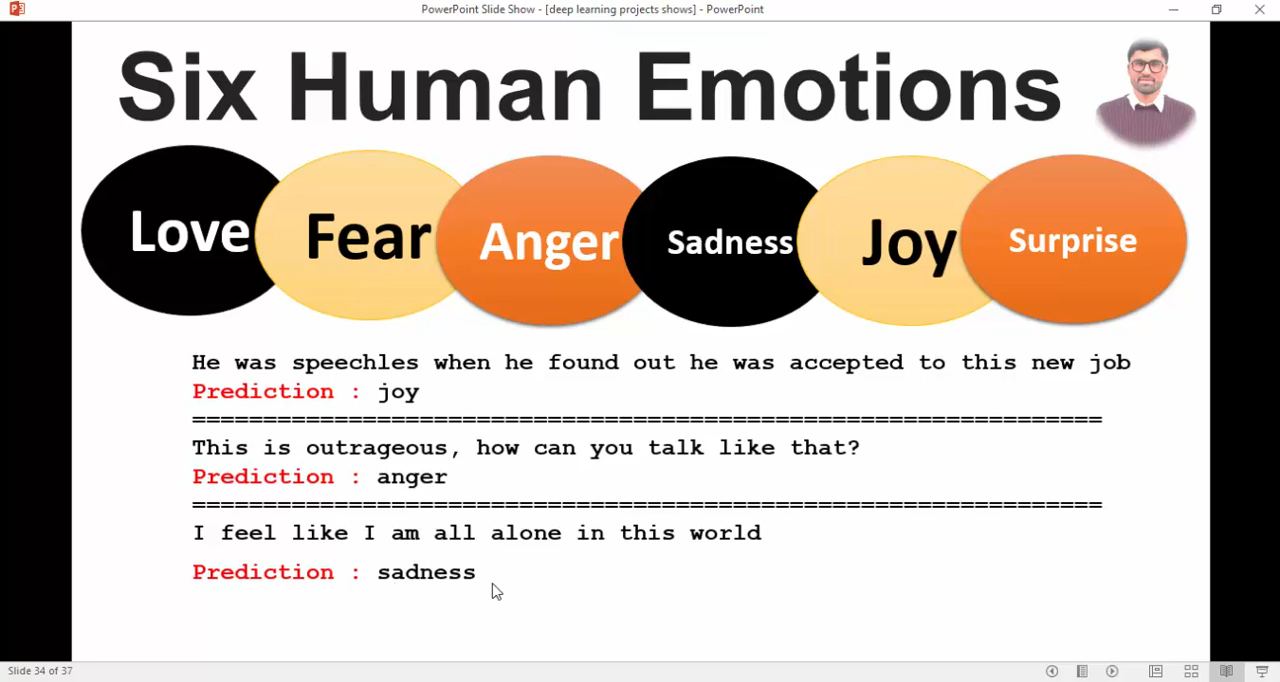 PowerPoint Slide Show - [deep learning projects shows] - PowerPoint
Six Human Emotions
Love
Fear
Anger
Sadness
Joy
Surprise
He was speechles when he found out he was accepted to this new job
Prediction : joy
================================================================
This is outrageous, how can you talk like that?
Prediction : anger
================================================================
I feel like I am all alone in this world
Prediction : sadness
Slide 34 of 37